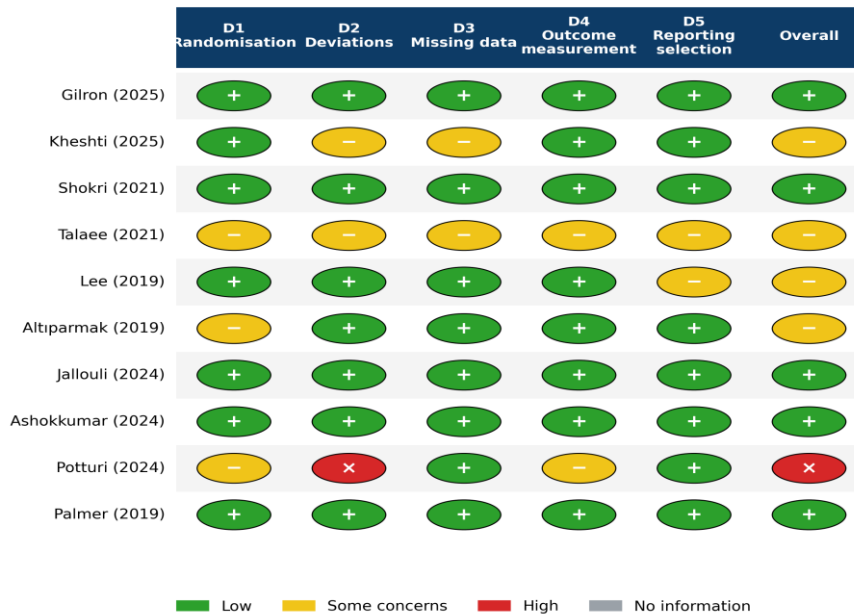 D1 Randomisation
D2 Deviations
D3 Missing data
D4 Outcome measurement
D5 Reporting selection
Overall
Gilron (2025) + + + + + +
Kheshti (2025) + − − + + −
Shokri (2021) + + + + + +
Talaee (2021) − − − − − −
Lee (2019) + + + + − −
Altıparmak (2019) − + + + + −
Jallouli (2024) + + + + + +
Ashokkumar (2024) + + + + + +
Potturi (2024) − × + − + ×
Palmer (2019) + + + + + +
Low Some concerns High No information